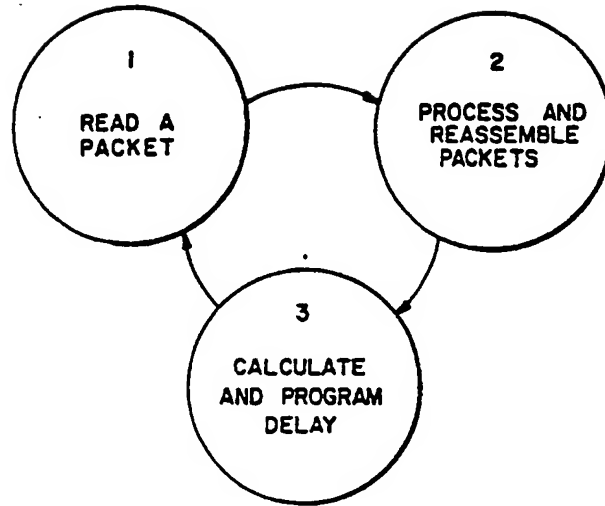 1
READ A
PACKET
2
PROCESS AND
REASSEMBLE
PACKETS
3
CALCULATE
AND PROGRAM
DELAY